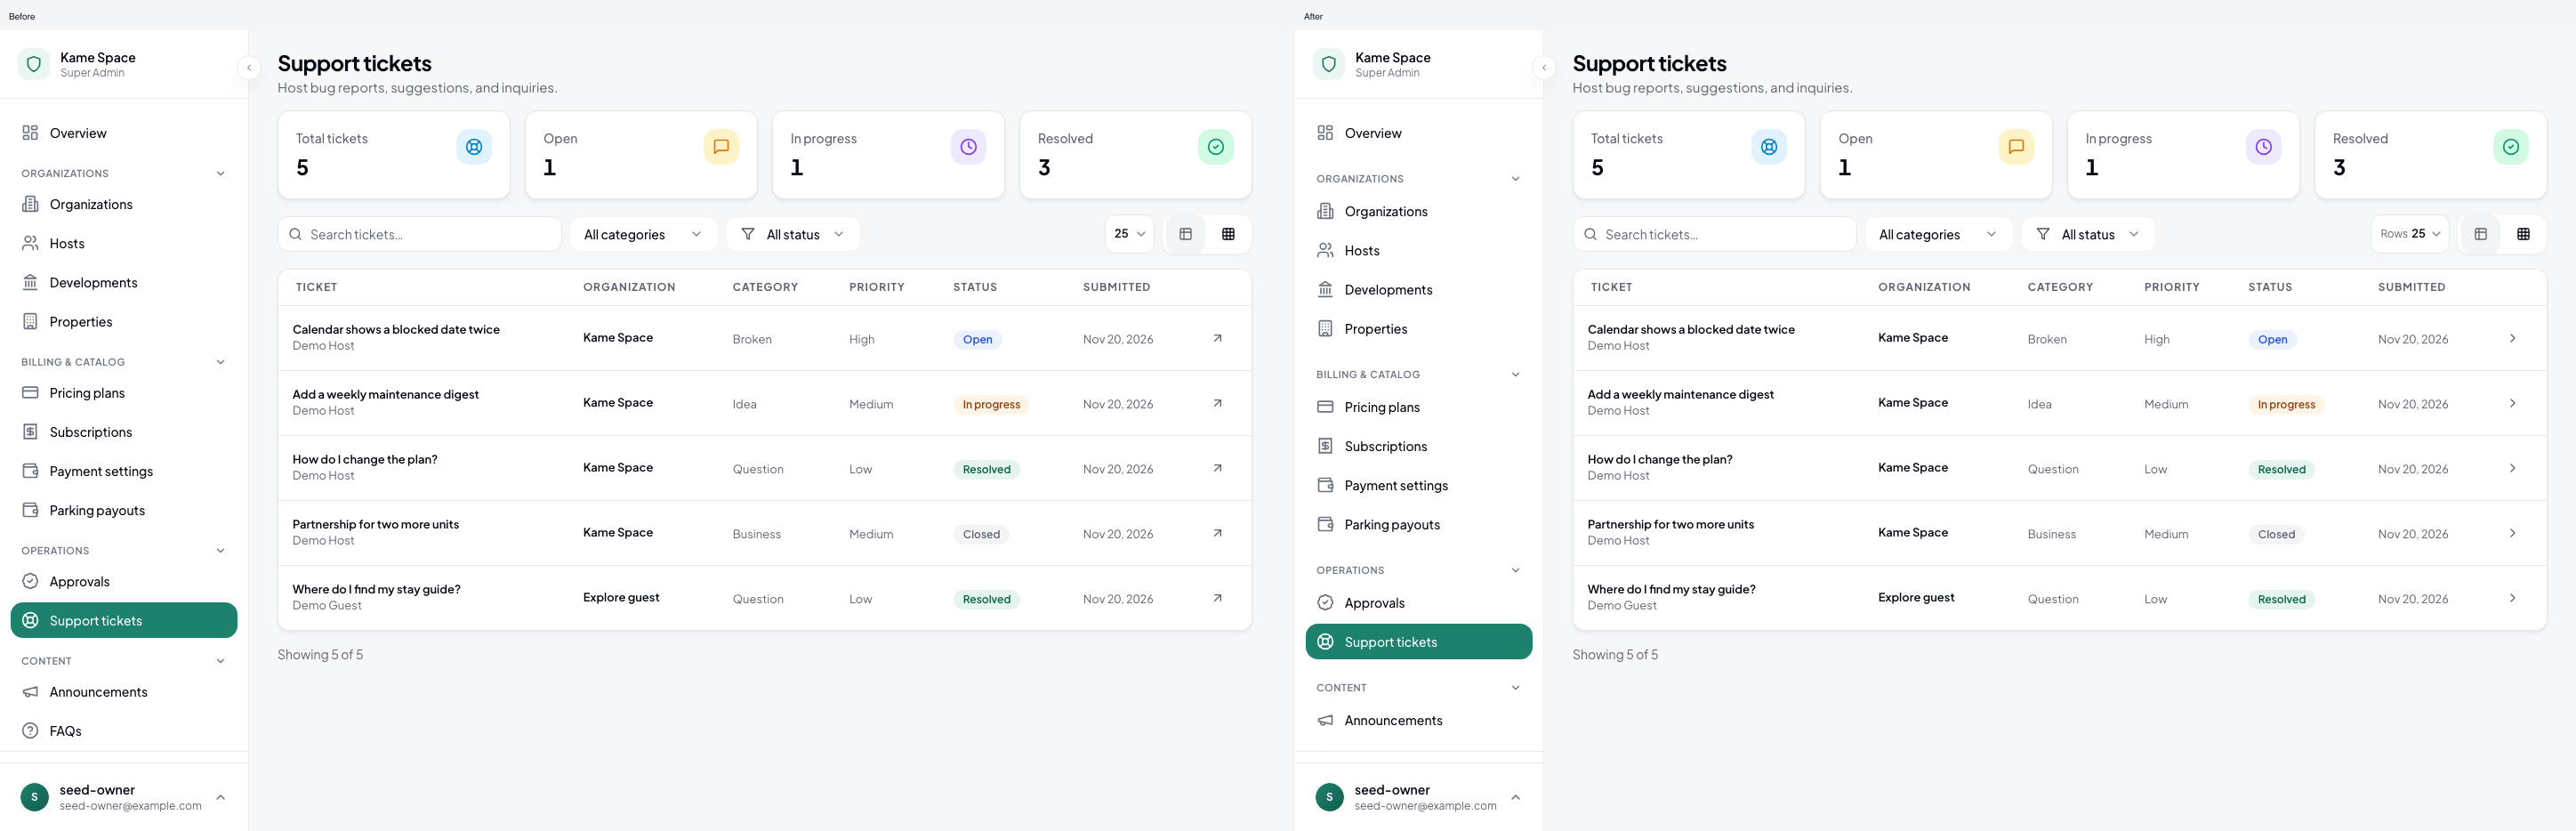 Before
Kame Space
Super Admin
Overview
ORGANIZATIONS
Organizations
Hosts
Developments
Properties
BILLING & CATALOG
Pricing plans
Subscriptions
Payment settings
Parking payouts
OPERATIONS
Approvals
Support tickets
CONTENT
Announcements
FAQs
S
seed-owner
seed-owner@example.com
Support tickets
Host bug reports, suggestions, and inquiries.
Total tickets
5
Open
1
In progress
1
Resolved
3
Search tickets...
All categories
All status
25
TICKET ORGANIZATION CATEGORY PRIORITY STATUS SUBMITTED
Calendar shows a blocked date twice
Demo Host
Kame Space Broken High Open Nov 20, 2026
Add a weekly maintenance digest
Demo Host
Kame Space Idea Medium In progress Nov 20, 2026
How do I change the plan?
Demo Host
Kame Space Question Low Resolved Nov 20, 2026
Partnership for two more units
Demo Host
Kame Space Business Medium Closed Nov 20, 2026
Where do I find my stay guide?
Demo Guest
Explore guest Question Low Resolved Nov 20, 2026
Showing 5 of 5
After
Kame Space
Super Admin
Overview
ORGANIZATIONS
Organizations
Hosts
Developments
Properties
BILLING & CATALOG
Pricing plans
Subscriptions
Payment settings
Parking payouts
OPERATIONS
Approvals
Support tickets
CONTENT
Announcements
S
seed-owner
seed-owner@example.com
Support tickets
Host bug reports, suggestions, and inquiries.
Total tickets
5
Open
1
In progress
1
Resolved
3
Search tickets...
All categories
All status
Rows 25
TICKET ORGANIZATION CATEGORY PRIORITY STATUS SUBMITTED
Calendar shows a blocked date twice
Demo Host
Kame Space Broken High Open Nov 20, 2026
Add a weekly maintenance digest
Demo Host
Kame Space Idea Medium In progress Nov 20, 2026
How do I change the plan?
Demo Host
Kame Space Question Low Resolved Nov 20, 2026
Partnership for two more units
Demo Host
Kame Space Business Medium Closed Nov 20, 2026
Where do I find my stay guide?
Demo Guest
Explore guest Question Low Resolved Nov 20, 2026
Showing 5 of 5